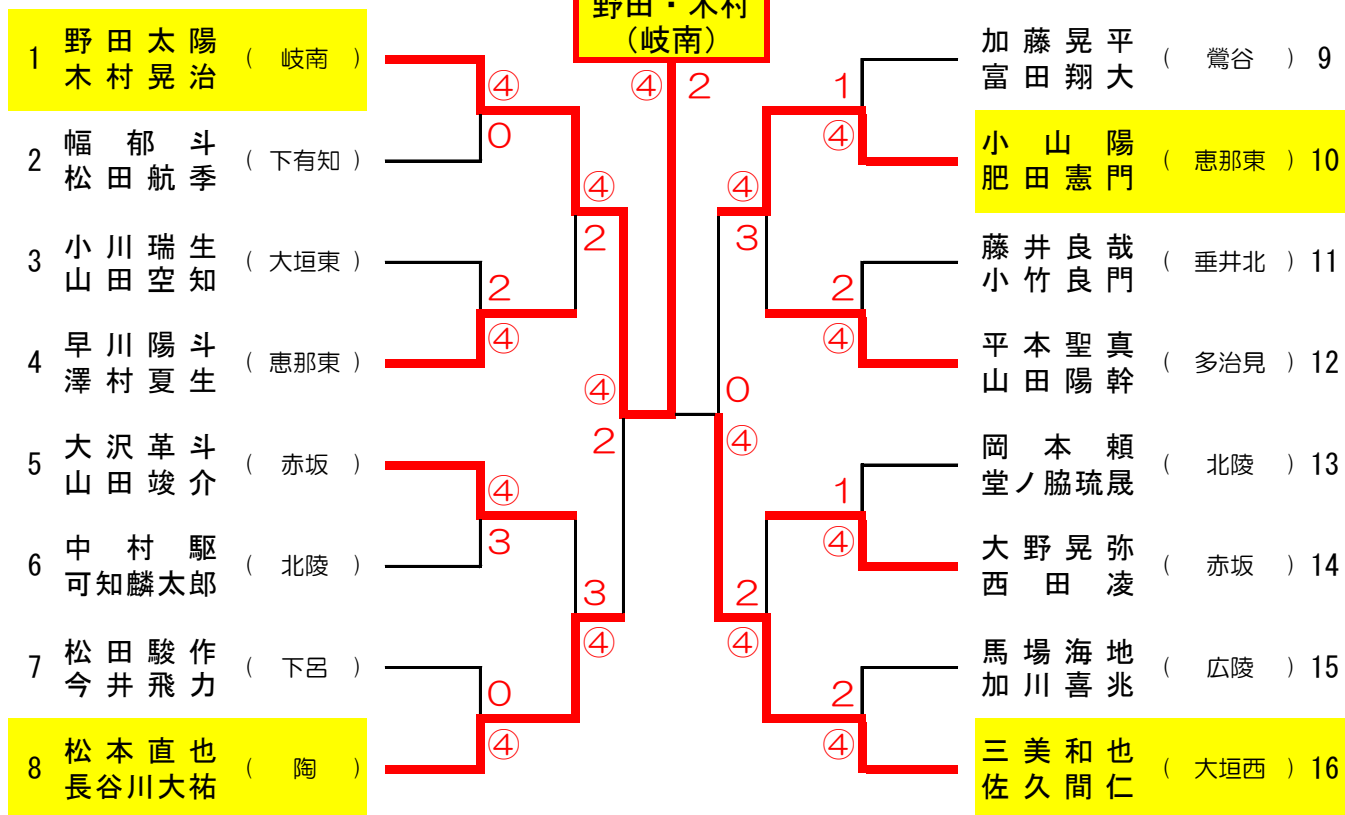 野田・木村
（岐南）
1 野田太陽 木村晃治 （ 岐南 ）
2 幅郁斗 松田航季 （ 下有知 ）
3 小川瑞生 山田空知 （ 大垣東 ）
4 早川陽斗 澤村夏生 （ 恵那東 ）
5 大沢革斗 山田竣介 （ 赤坂 ）
6 中村駆 可知麟太郎 （ 北陵 ）
7 松田駿作 今井飛力 （ 下呂 ）
8 松本直也 長谷川大祐 （ 陶 ）
④
0
2
④
④
3
0
④
④
2
3
④
④
2
④ 2
0
④
④
3
2
④
1
④
2
④
1
④
2
④
加藤晃平 富田翔大 （ 鶯谷 ） 9
小山陽 肥田憲門 （ 恵那東 ） 10
藤井良哉 小竹良門 （ 垂井北 ） 11
平本聖真 山田陽幹 （ 多治見 ） 12
岡本頼 堂ノ脇琉晟 （ 北陵 ） 13
大野晃弥 西田凌 （ 赤坂 ） 14
馬場海地 加川喜兆 （ 広陵 ） 15
三美和也 佐久間仁 （ 大垣西 ） 16